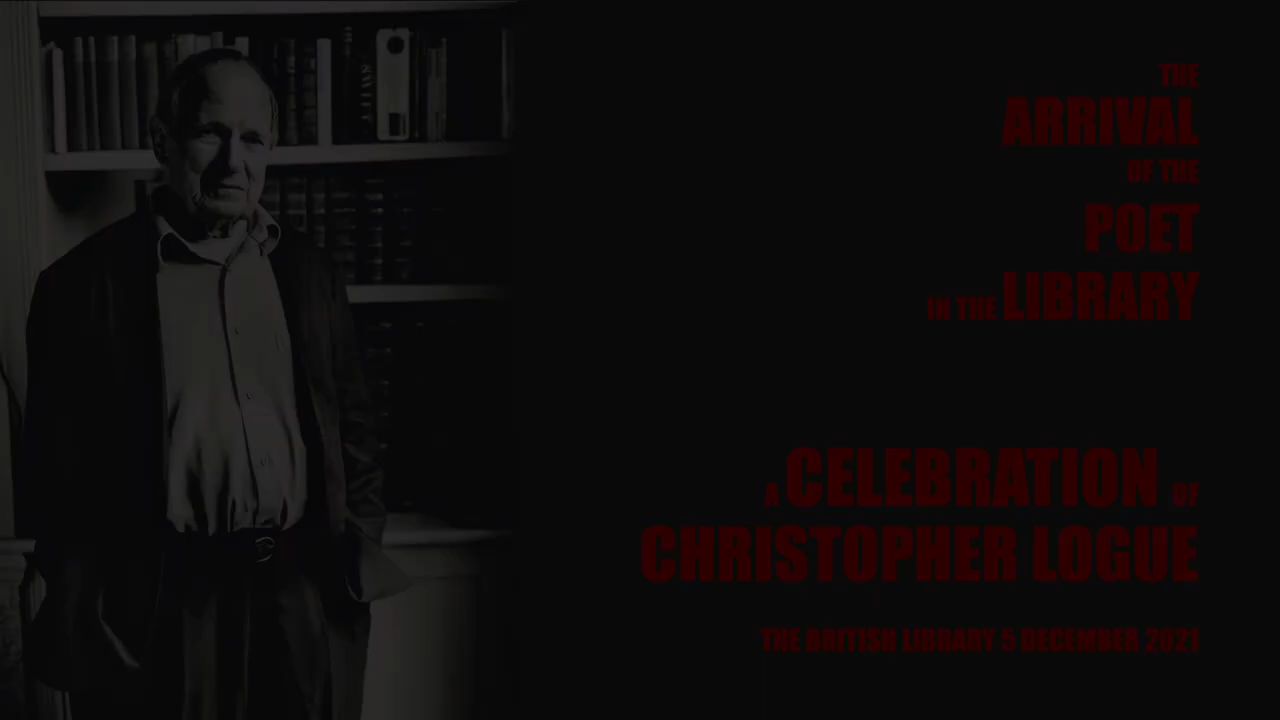 THE
ARRIVAL
OF THE
POET
IN THE LIBRARY
A CELEBRATION OF
CHRISTOPHER LOGUE
THE BRITISH LIBRARY 5 DECEMBER 2021